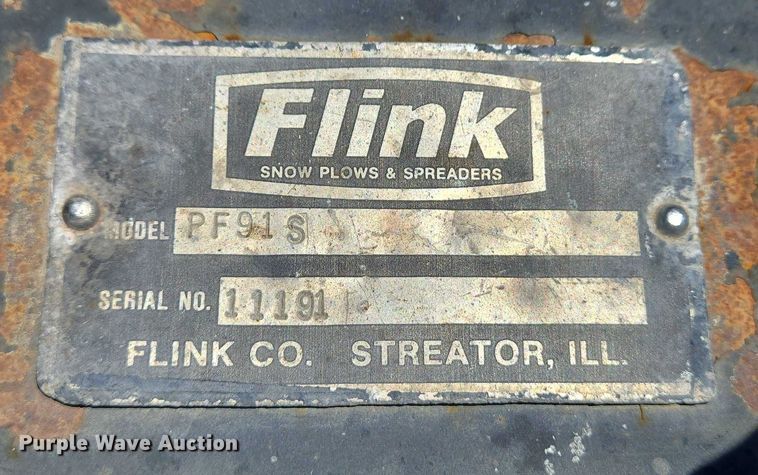 Flink
SNOW PLOWS & SPREADERS
MODEL PF91S
SERIAL NO. 11191
FLINK CO. STREATOR, ILL.
Purple Wave Auction